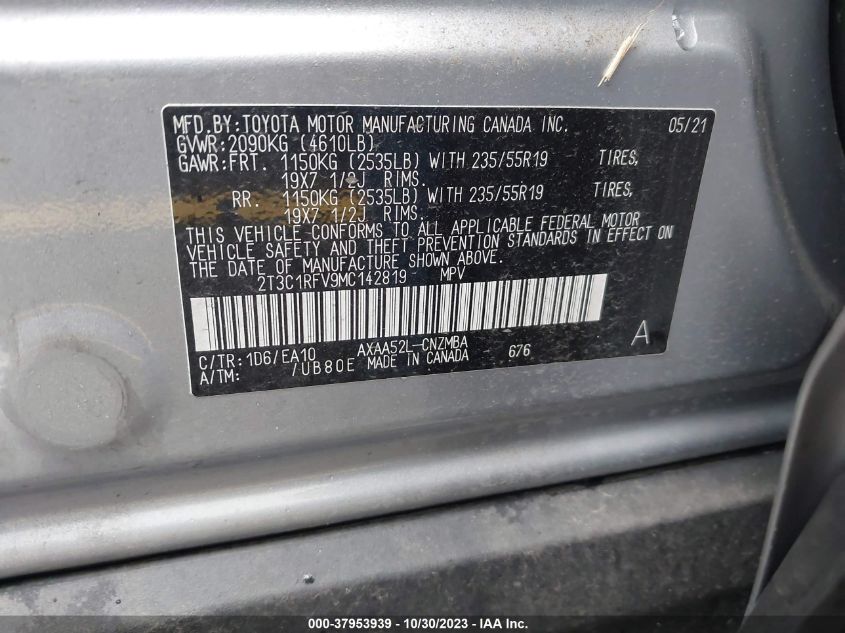 MFD.BY:TOYOTA MOTOR MANUFACTURING CANADA INC. 05/21
GVWR:2090KG (4610LB)
GAWR:FRT. 1150KG (2535LB) WITH 235/55R19 TIRES,
19X7 1/2J RIMS.
RR. 1150KG (2535LB) WITH 235/55R19 TIRES,
19X7 1/2J RIMS.
THIS VEHICLE CONFORMS TO ALL APPLICABLE FEDERAL MOTOR
VEHICLE SAFETY AND THEFT PREVENTION STANDARDS IN EFFECT ON
THE DATE OF MANUFACTURE SHOWN ABOVE.
2T3C1RFV9MC142819 MPV
C/TR:1D6/EA10 AXAA52L-CNZMBA 676 A
A/TM: /UB80E MADE IN CANADA
000-37953939 - 10/30/2023 - IAA Inc.